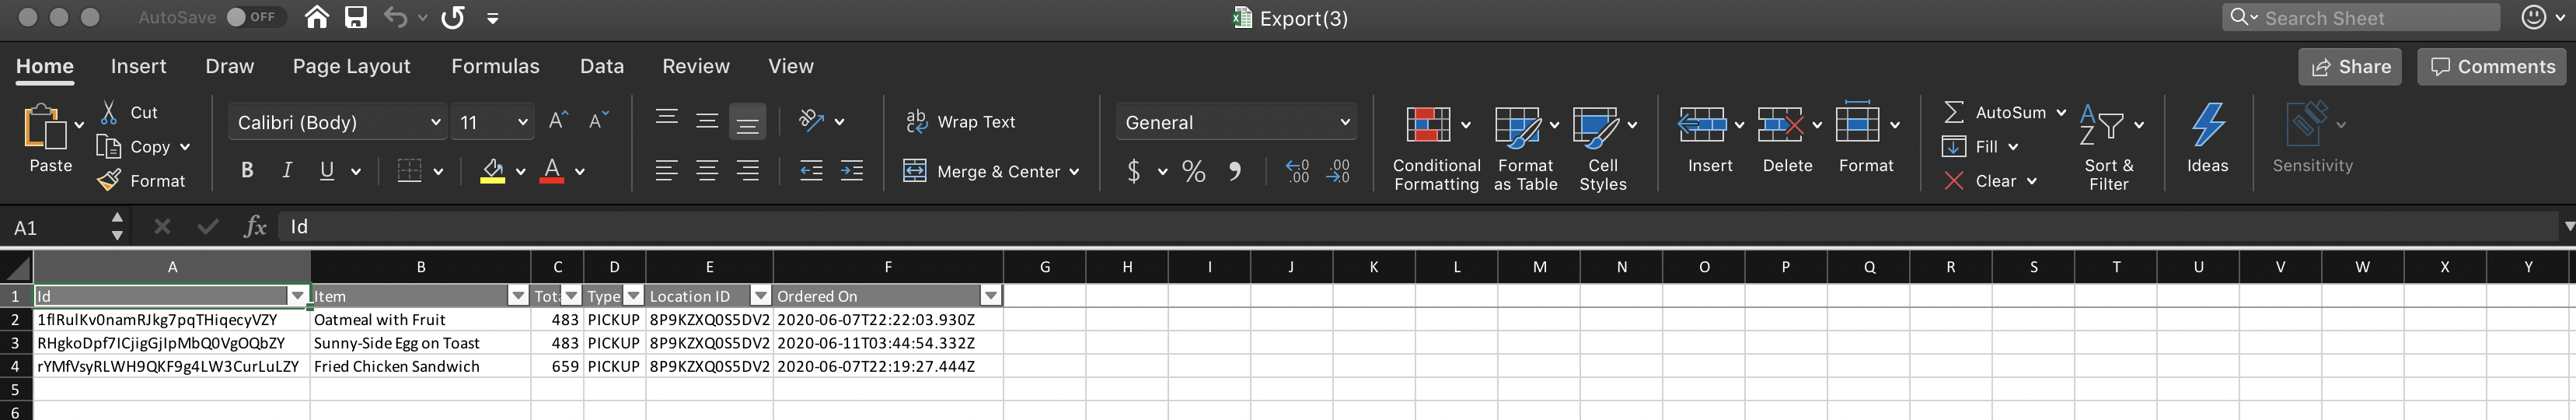 AutoSave OFF Export(3) Search Sheet
Home Insert Draw Page Layout Formulas Data Review View Share Comments
Paste Cut Copy Format
Calibri (Body) 11 A^ A˅
B I U A
ab Wrap Text
Merge & Center
General
$ % , .00 .00
Conditional Formatting
Format as Table
Cell Styles
Insert Delete Format
AutoSum
Fill
Clear
Sort & Filter
Ideas
Sensitivity
A1 fx Id
A B C D E F G H I J K L M N O P Q R S T U V W X Y
1 Id Item Tot Type Location ID Ordered On
2 1flRulKv0namRJkg7pqTHiqecyVZY Oatmeal with Fruit 483 PICKUP 8P9KZXQ0S5DV2 2020-06-07T22:22:03.930Z
3 RHgkoDpf7ICjigGjIpMbQ0VgOQbZY Sunny-Side Egg on Toast 483 PICKUP 8P9KZXQ0S5DV2 2020-06-11T03:44:54.332Z
4 rYMfVsyRLWH9QKF9g4LW3CurLuLZY Fried Chicken Sandwich 659 PICKUP 8P9KZXQ0S5DV2 2020-06-07T22:19:27.444Z
5
6